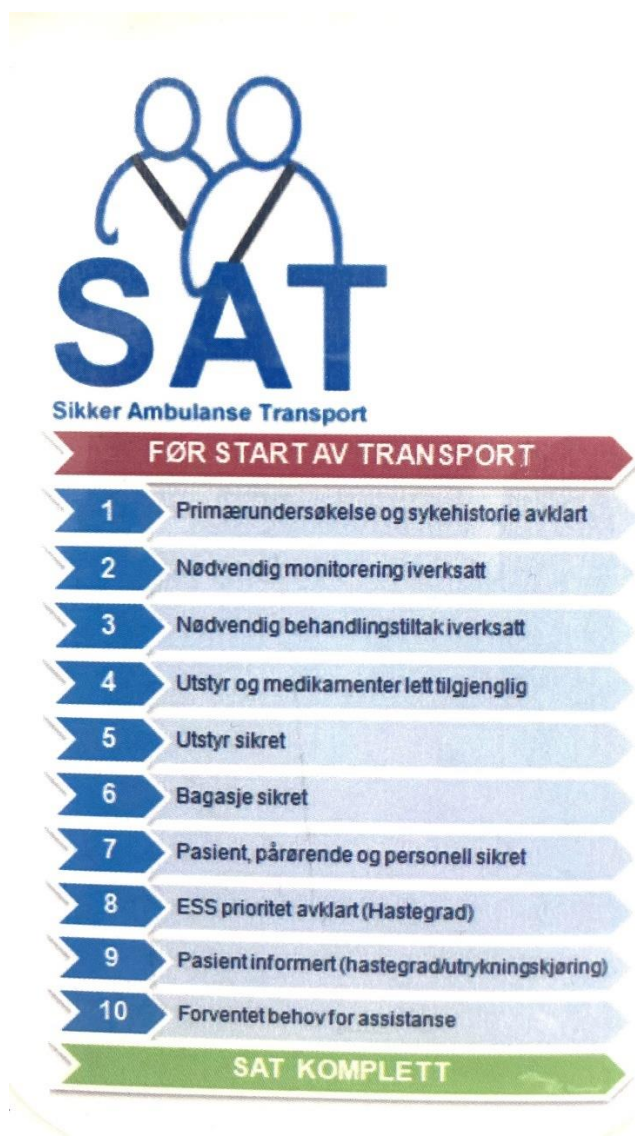 SAT
Sikker Ambulanse Transport
FØR START AV TRANSPORT
1 Primærundersøkelse og sykehistorie avklart
2 Nødvendig monitorering iverksatt
3 Nødvendig behandlingstiltak iverksatt
4 Utstyr og medikamenter lett tilgjenglig
5 Utstyr sikret
6 Bagasje sikret
7 Pasient, pårørende og personell sikret
8 ESS prioritet avklart (Hastegrad)
9 Pasient informert (hastegrad/utrykningskjøring)
10 Forventet behov for assistanse
SAT KOMPLETT